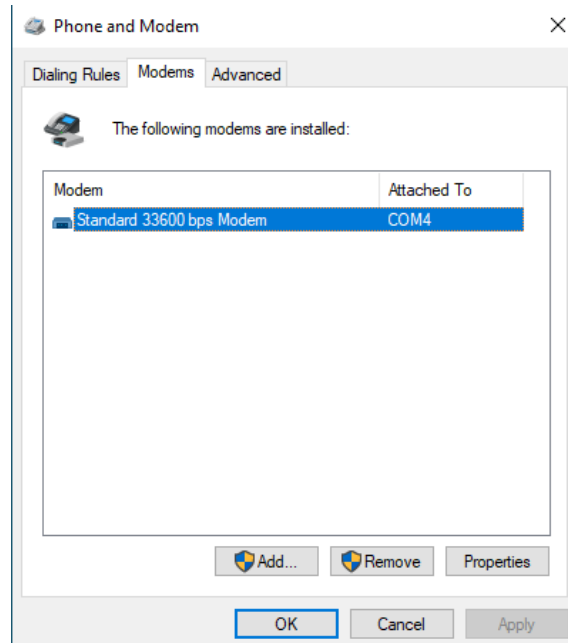 Phone and Modem
Dialing Rules Modems Advanced
The following modems are installed:
Modem Attached To
Standard 33600 bps Modem COM4
Add... Remove Properties
OK Cancel Apply